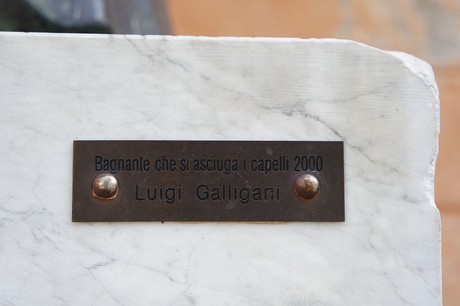 Bagnante che si asciuga i capelli 2000
Luigi Galligani